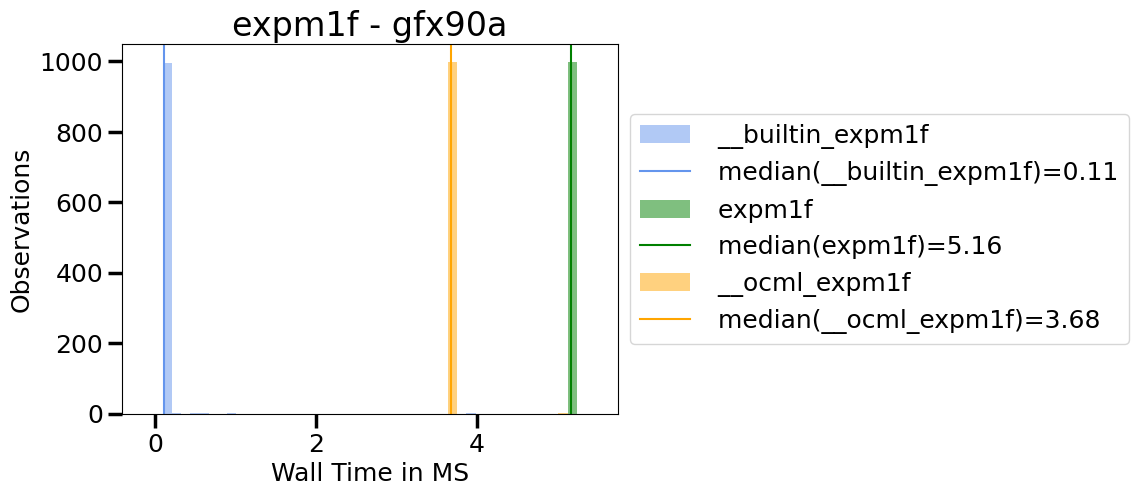 expm1f - gfx90a
1000
800
600
400
200
0
Observations
0 2 4
Wall Time in MS
__builtin_expm1f
median(__builtin_expm1f)=0.11
expm1f
median(expm1f)=5.16
__ocml_expm1f
median(__ocml_expm1f)=3.68